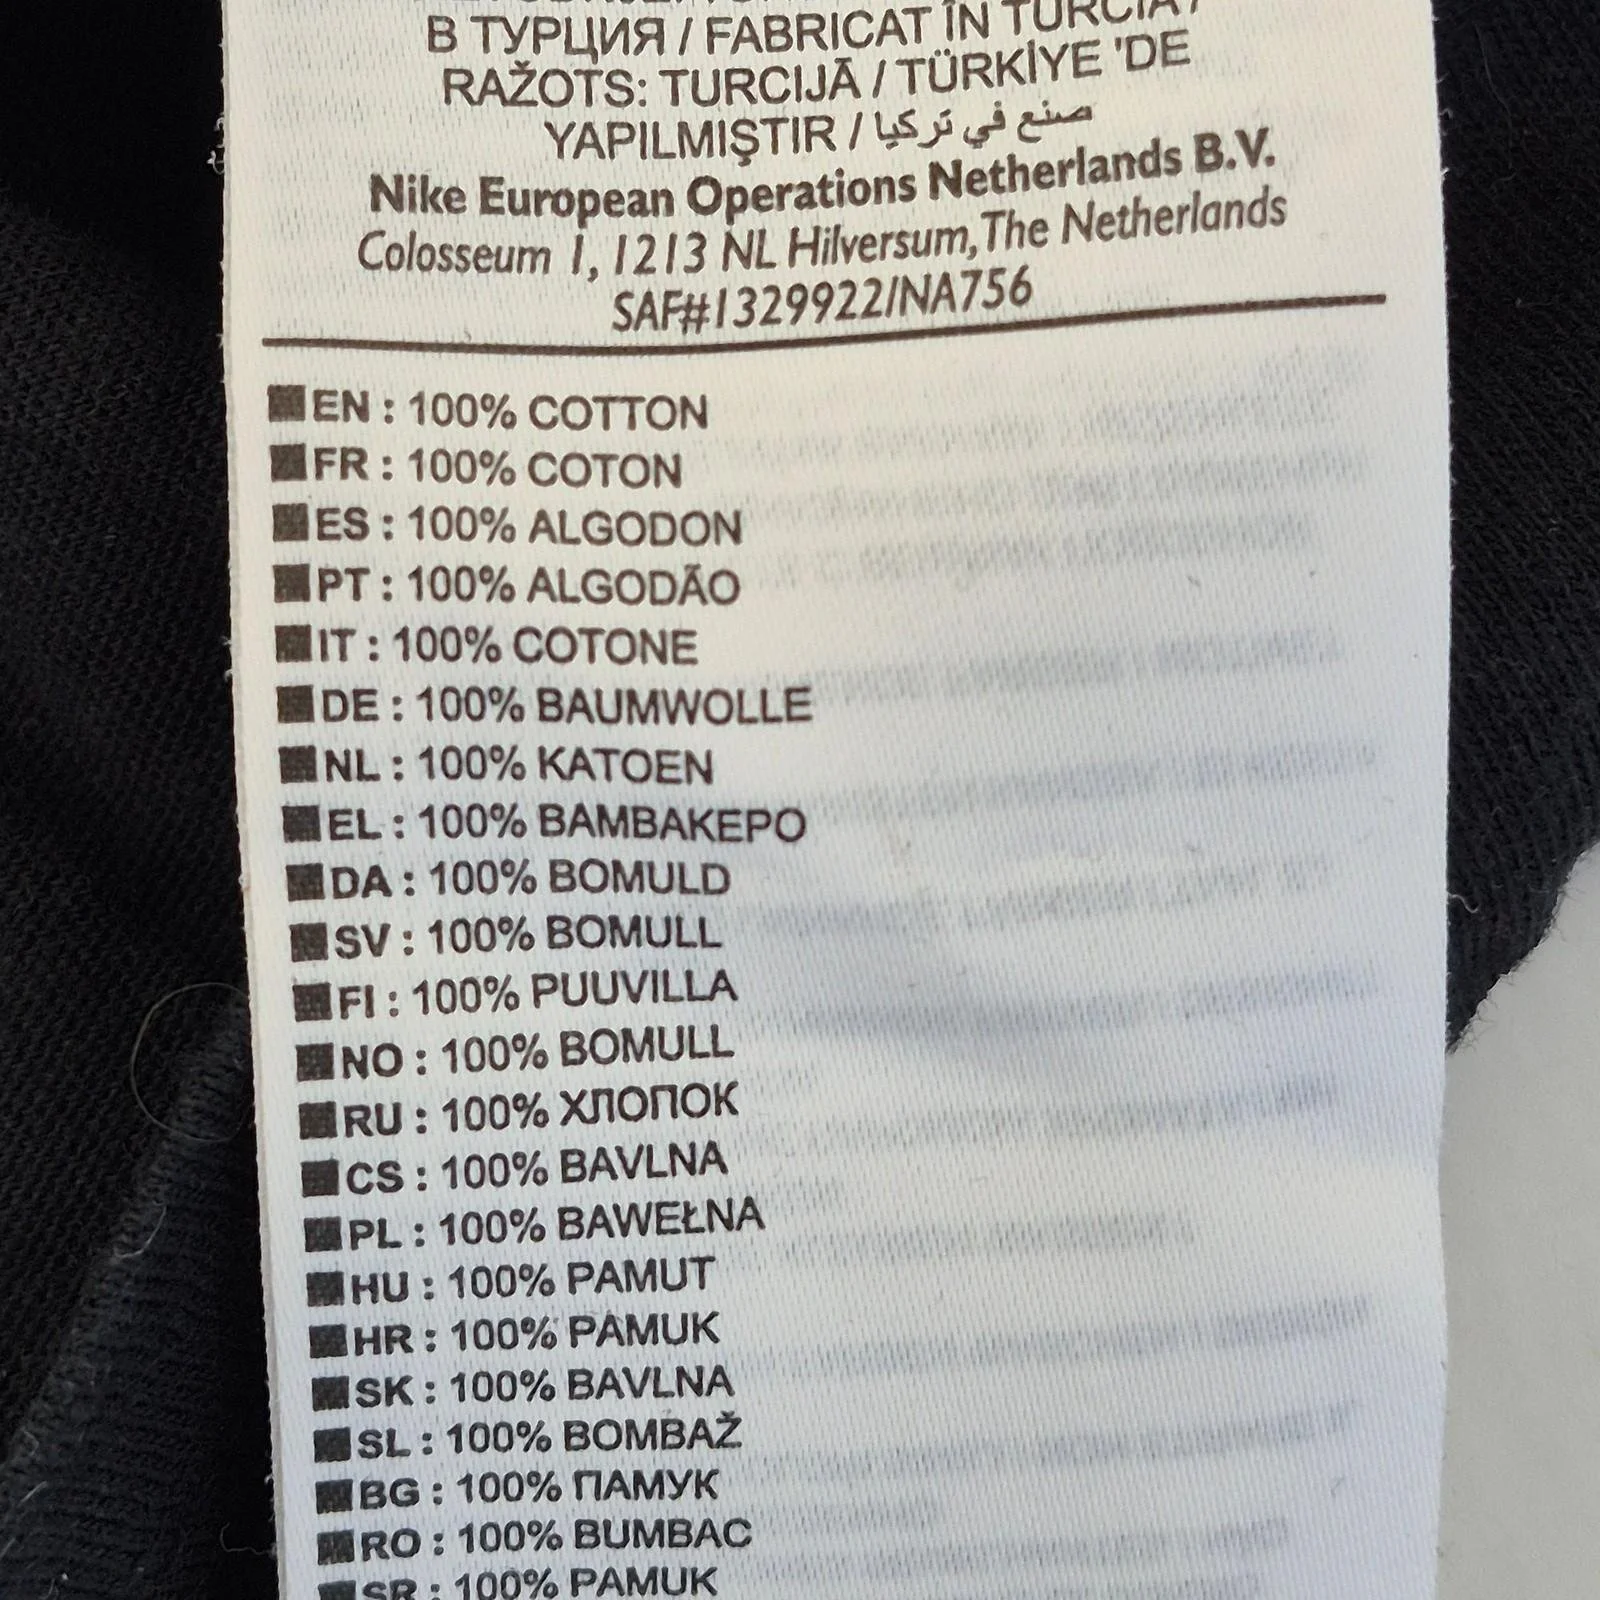 В ТУРЦИЯ / FABRICAT ÎN TURCIA /
RAŽOTS: TURCIJĀ / TÜRKİYE 'DE
YAPILMIŞTIR / صنع في تركيا
Nike European Operations Netherlands B.V.
Colosseum 1, 1213 NL Hilversum, The Netherlands
SAF#1329922/NA756
EN : 100% COTTON
FR : 100% COTON
ES : 100% ALGODON
PT : 100% ALGODÃO
IT : 100% COTONE
DE : 100% BAUMWOLLE
NL : 100% KATOEN
EL : 100% BAMBAKEPO
DA : 100% BOMULD
SV : 100% BOMULL
FI : 100% PUUVILLA
NO : 100% BOMULL
RU : 100% ХЛОПОК
CS : 100% BAVLNA
PL : 100% BAWEŁNA
HU : 100% PAMUT
HR : 100% PAMUK
SK : 100% BAVLNA
SL : 100% BOMBAŽ
BG : 100% ПАМУК
RO : 100% BUMBAC
SR : 100% PAMUK